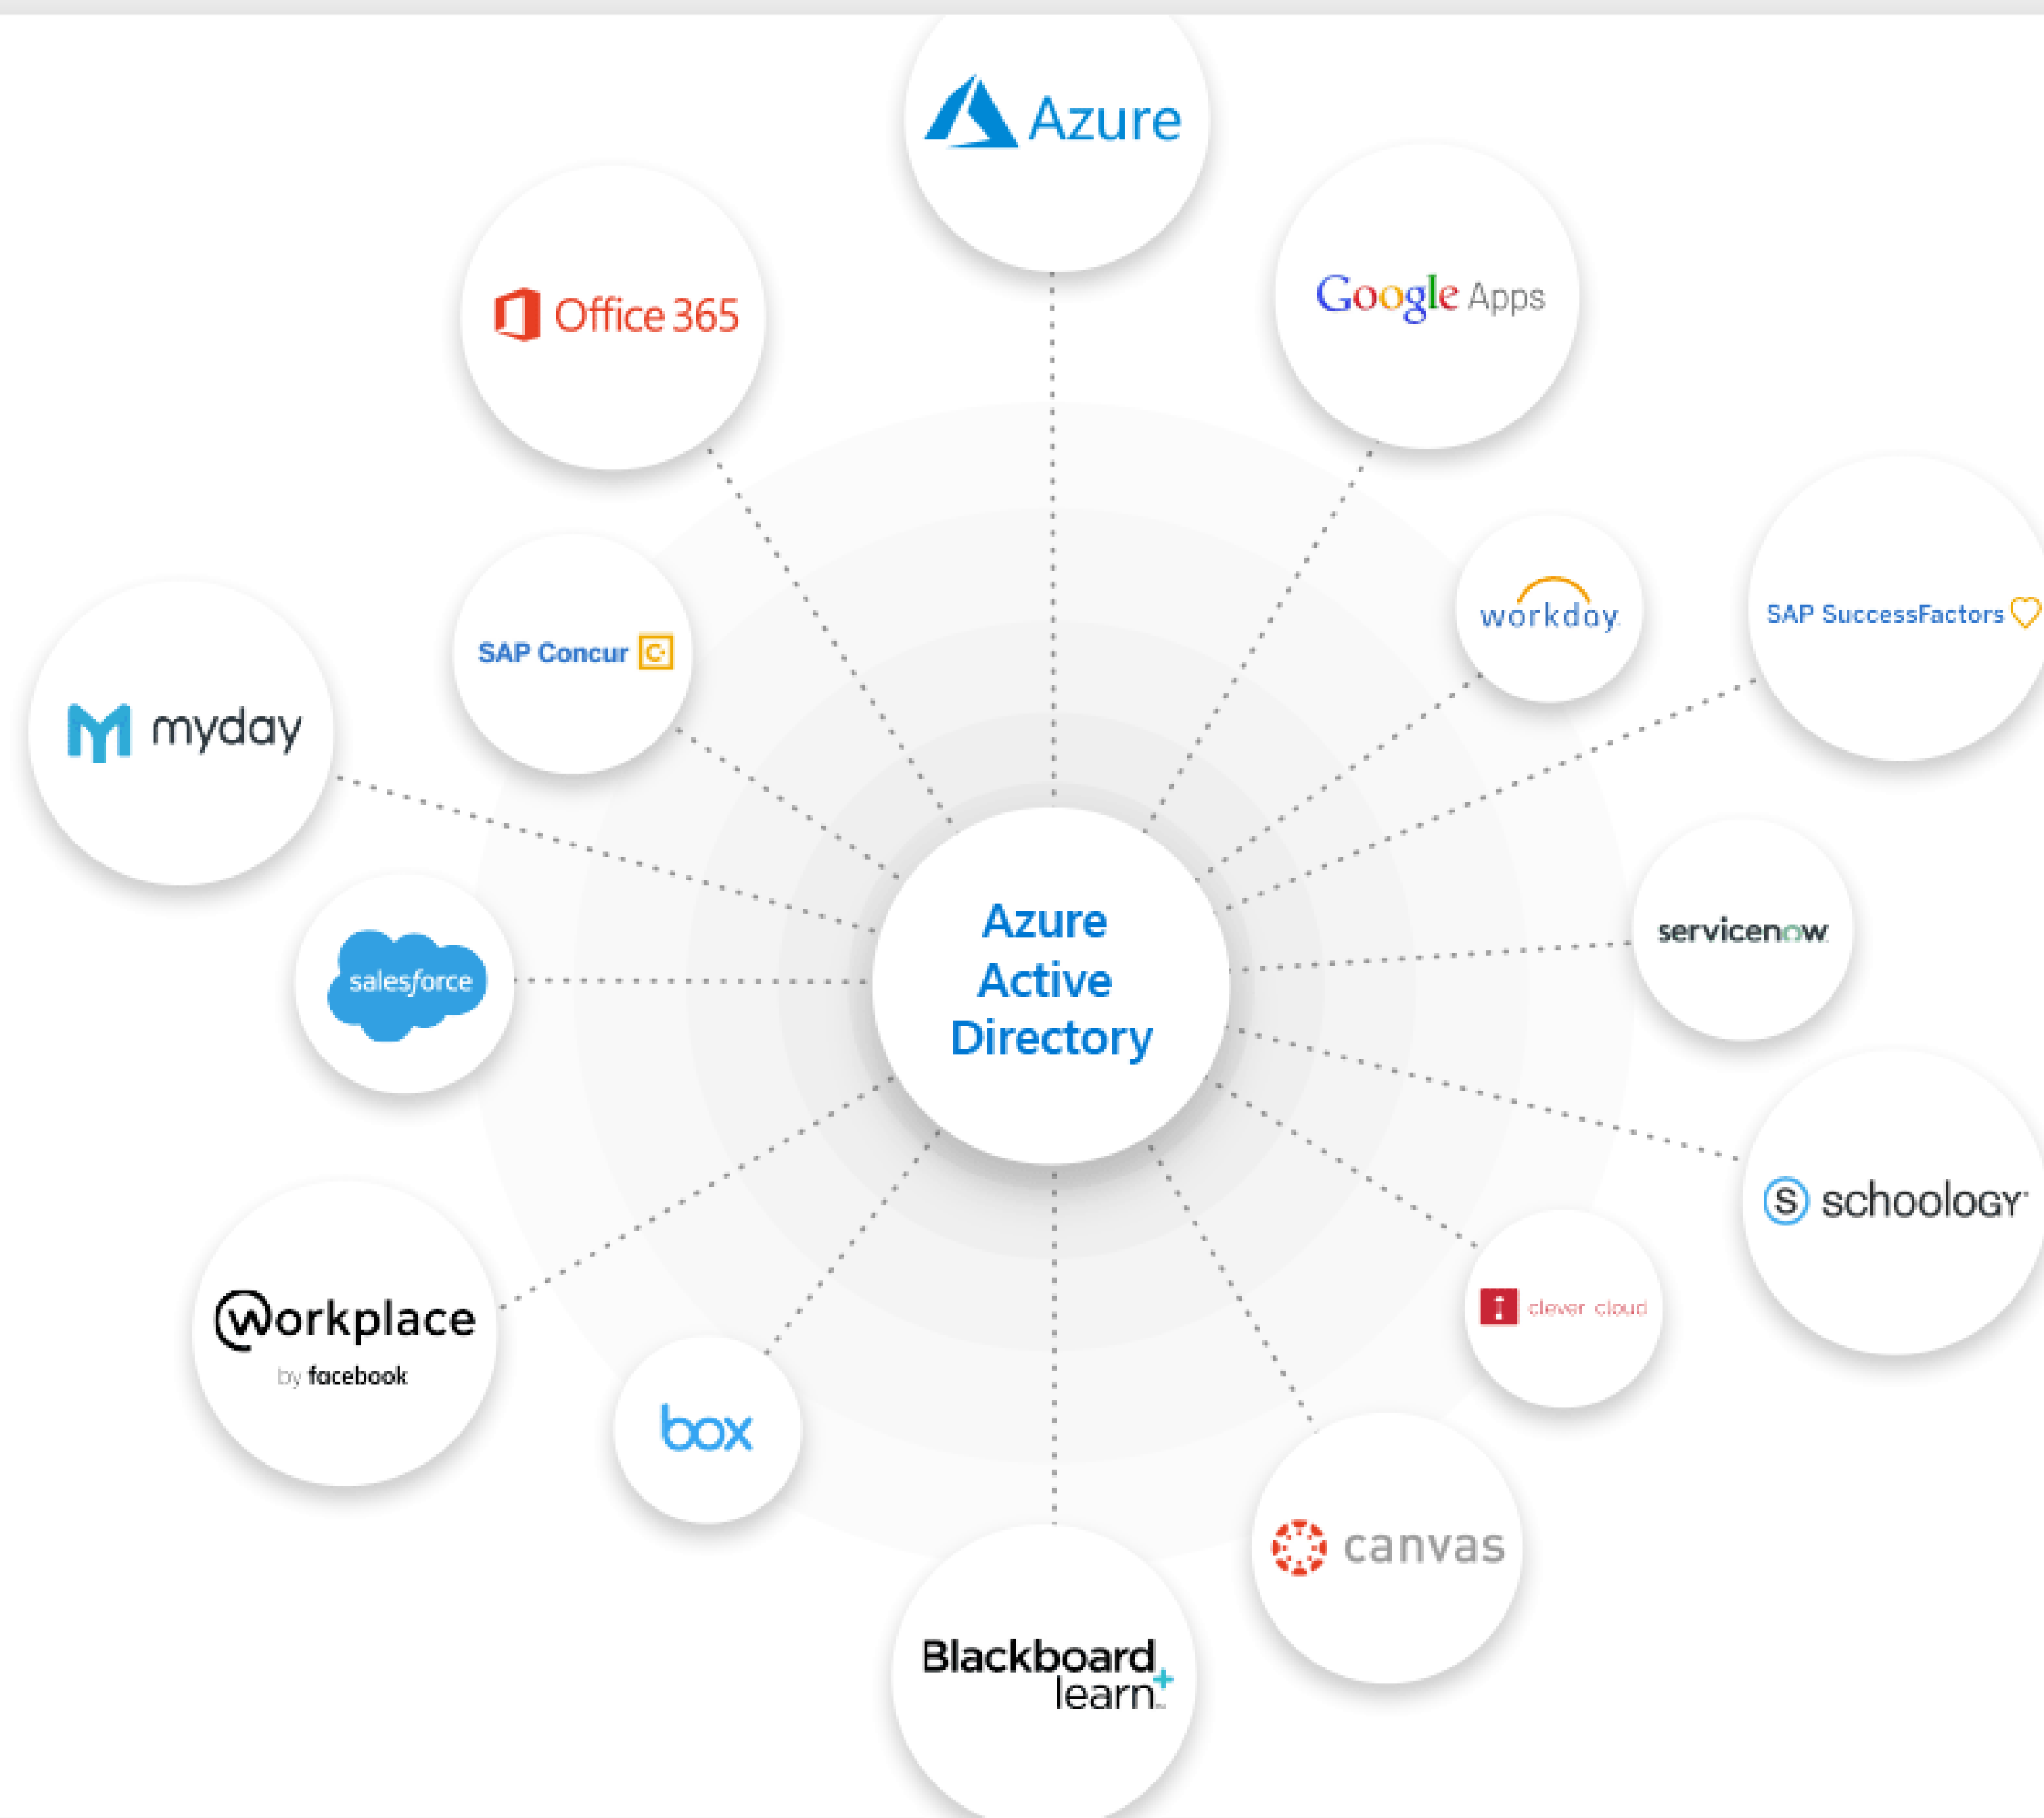 Azure
Office 365
Google Apps
SAP Concur
workday.
SAP SuccessFactors
myday
Azure
Active
Directory
servicenow
salesforce
schoology
workplace
by facebook
clever cloud
box
canvas
Blackboard
learn+